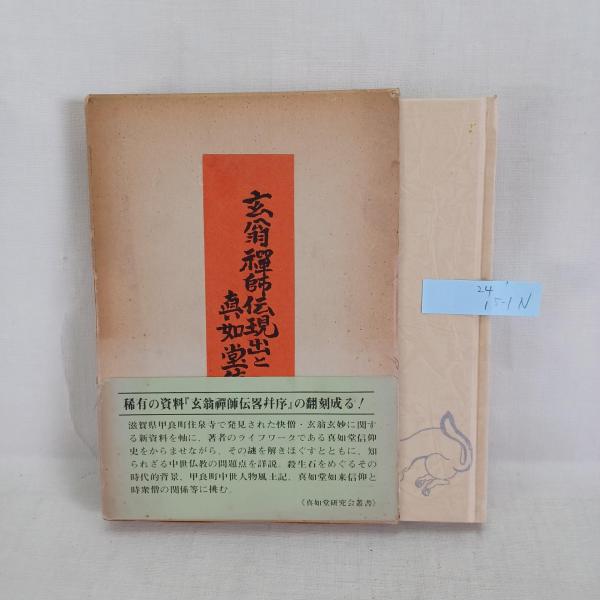 玄翁禪師伝現出と
真如堂
稀有の資料『玄翁禪師伝畧幷序』の翻刻成る！
滋賀県甲良町住泉寺で発見された快僧・玄翁玄妙に関す
る新資料を軸に、著者のライフワークである真如堂信仰
史をからませながら、その謎を解きほぐすとともに、知
られざる中世仏教の問題点を詳説。殺生石をめぐるその
時代的背景、甲良町中世人物風土記、真如堂如来信仰と
時衆僧の関係等に挑む。
《真如堂研究会叢書》
24
15-1 N